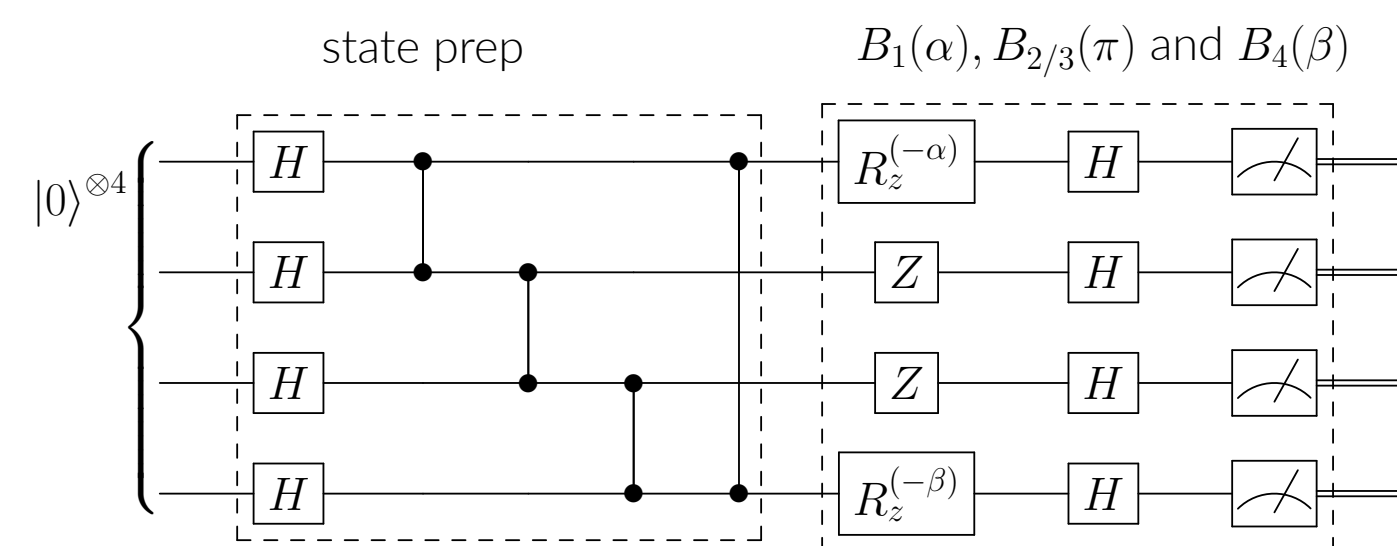 state prep
B₁(α), B₂/₃(π) and B₄(β)
|0⟩⊗⁴
H R_z^(−α) H
H Z H
H Z H
H R_z^(−β) H